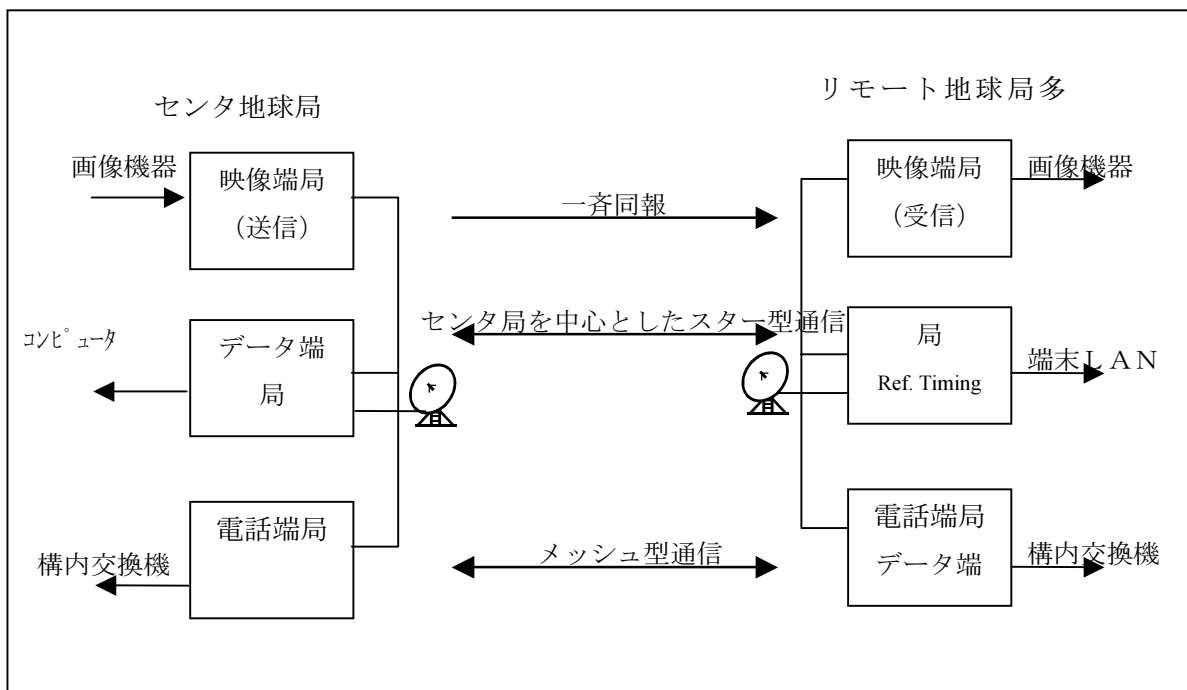 センタ地球局
リモート地球局多
画像機器
映像端局
(送信)
一斉同報
映像端局
(受信)
画像機器
コンピュータ
データ端
局
センタ局を中心としたスター型通信
局
Ref. Timing
端末LAN
構内交換機
電話端局
メッシュ型通信
電話端局
データ端
構内交換機